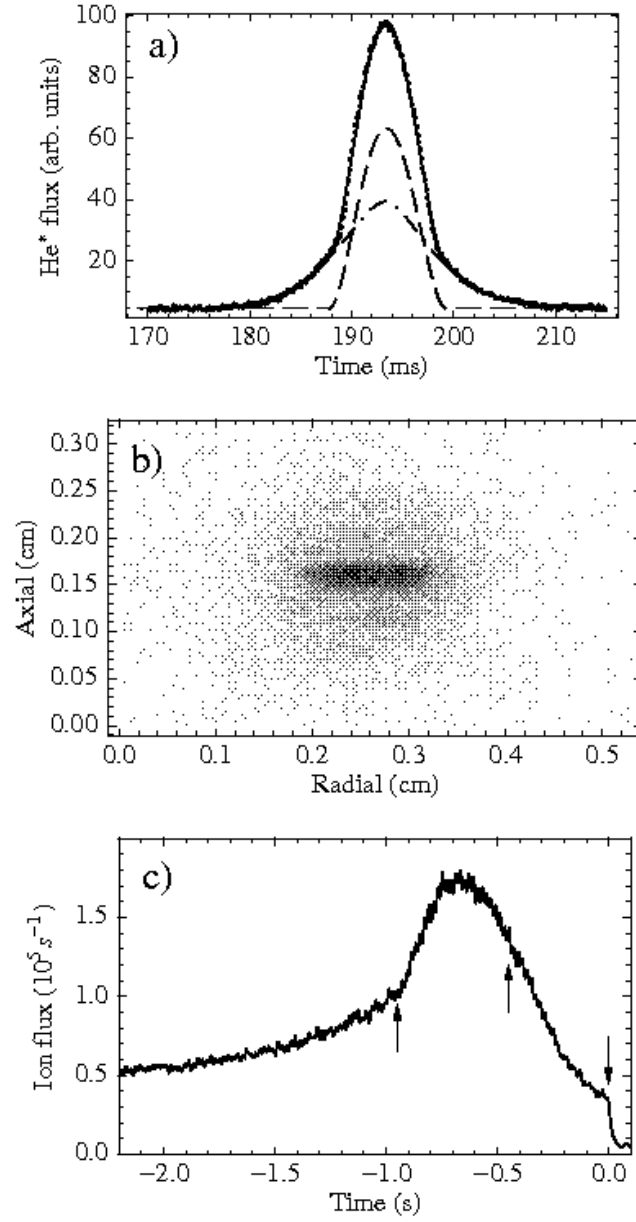 a)
100
80
60
40
20
He* flux (arb. units)
170 180 190 200 210
Time (ms)
b)
0.30
0.25
0.20
0.15
0.10
0.05
0.00
Axial (cm)
0.0 0.1 0.2 0.3 0.4 0.5
Radial (cm)
c)
1.5
1.0
0.5
0.0
Ion flux (10⁵ s⁻¹)
−2.0 −1.5 −1.0 −0.5 0.0
Time (s)